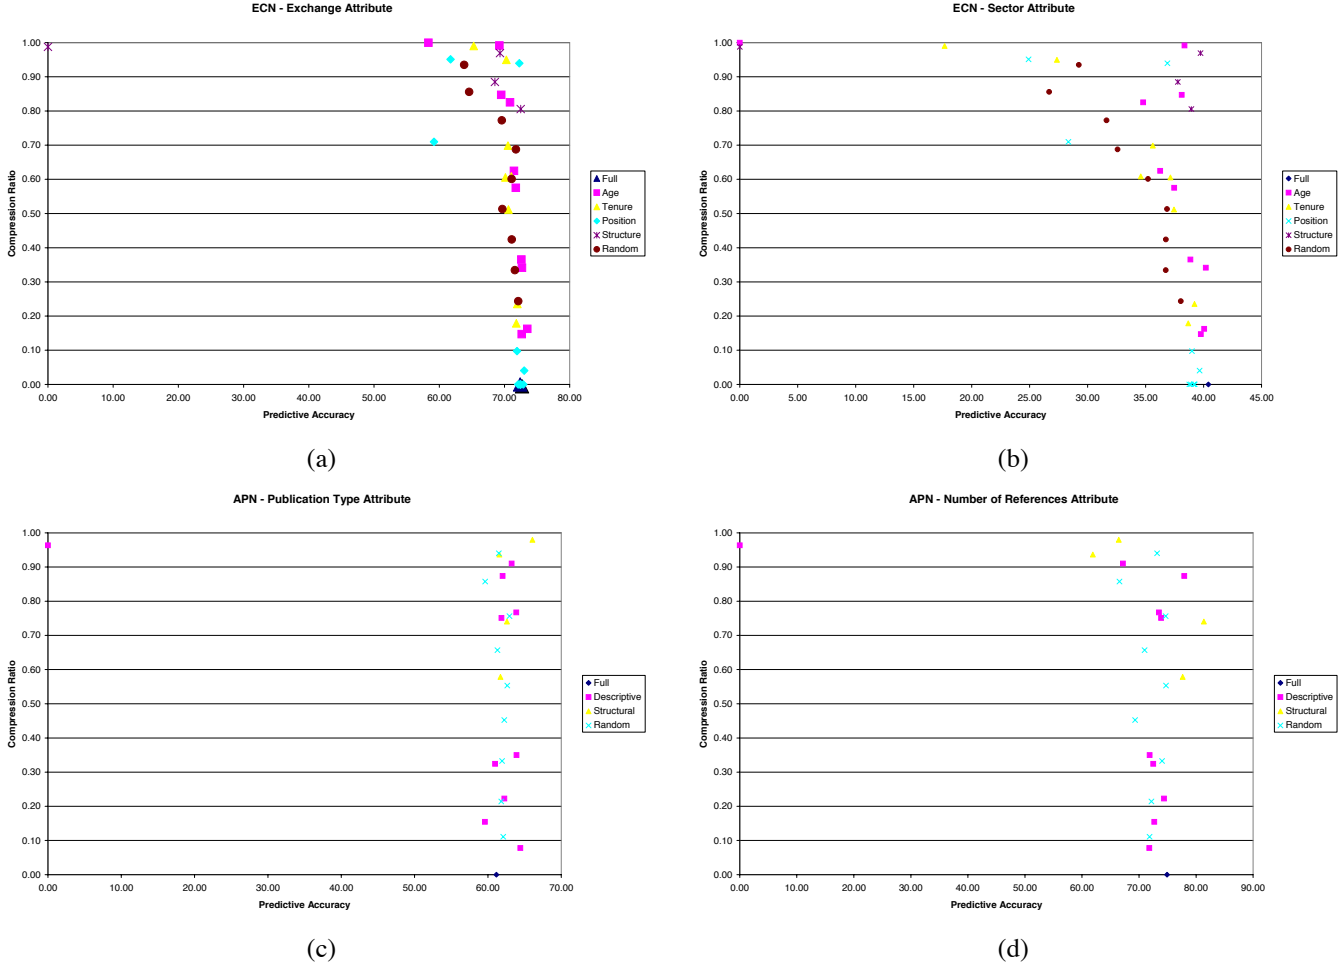 ECN - Exchange Attribute
1.00
0.90
0.80
0.70
0.60
0.50
0.40
0.30
0.20
0.10
0.00
Compression Ratio
0.00 10.00 20.00 30.00 40.00 50.00 60.00 70.00 80.00
Predictive Accuracy
Full
Age
Tenure
Position
Structure
Random
(a)
ECN - Sector Attribute
1.00
0.90
0.80
0.70
0.60
0.50
0.40
0.30
0.20
0.10
0.00
Compression Ratio
0.00 5.00 10.00 15.00 20.00 25.00 30.00 35.00 40.00 45.00
Predictive Accuracy
Full
Age
Tenure
Position
Structure
Random
(b)
APN - Publication Type Attribute
1.00
0.90
0.80
0.70
0.60
0.50
0.40
0.30
0.20
0.10
0.00
Compression Ratio
0.00 10.00 20.00 30.00 40.00 50.00 60.00 70.00
Predictive Accuracy
Full
Descriptive
Structural
Random
(c)
APN - Number of References Attribute
1.00
0.90
0.80
0.70
0.60
0.50
0.40
0.30
0.20
0.10
0.00
Compression Ratio
0.00 10.00 20.00 30.00 40.00 50.00 60.00 70.00 80.00 90.00
Predictive Accuracy
Full
Descriptive
Structural
Random
(d)